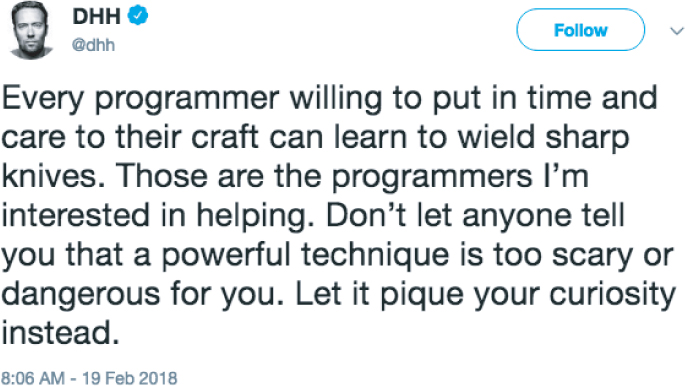 DHH
Follow
@dhh
Every programmer willing to put in time and
care to their craft can learn to wield sharp
knives. Those are the programmers I’m
interested in helping. Don’t let anyone tell
you that a powerful technique is too scary or
dangerous for you. Let it pique your curiosity
instead.
8:06 AM - 19 Feb 2018